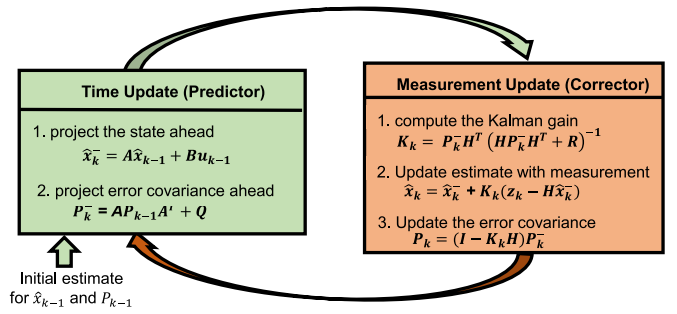 Time Update (Predictor)
1. project the state ahead
x̂ₖ⁻ = Ax̂ₖ₋₁ + Buₖ₋₁
2. project error covariance ahead
Pₖ⁻ = APₖ₋₁A' + Q
Initial estimate
for x̂ₖ₋₁ and Pₖ₋₁
Measurement Update (Corrector)
1. compute the Kalman gain
Kₖ = Pₖ⁻Hᵀ (HPₖ⁻Hᵀ + R)⁻¹
2. Update estimate with measurement
x̂ₖ = x̂ₖ⁻ + Kₖ(zₖ − Hx̂ₖ⁻)
3. Update the error covariance
Pₖ = (I − KₖH)Pₖ⁻